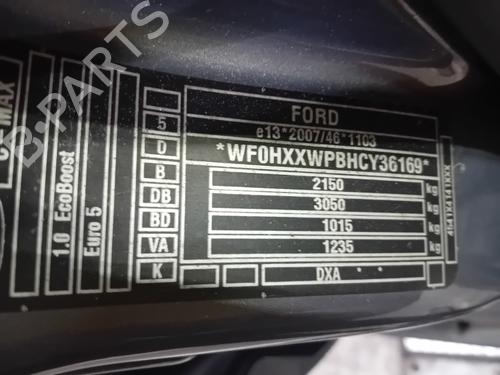 FORD
5
e13*2007/46*1103
D
*WF0HXXWPBHCY36169*
B
2150 kg
DB
3050 kg
BD
1015 kg
VA
1235 kg
K
DXA
1.0 EcoBoost
Euro 5
MAX
B-PARTS